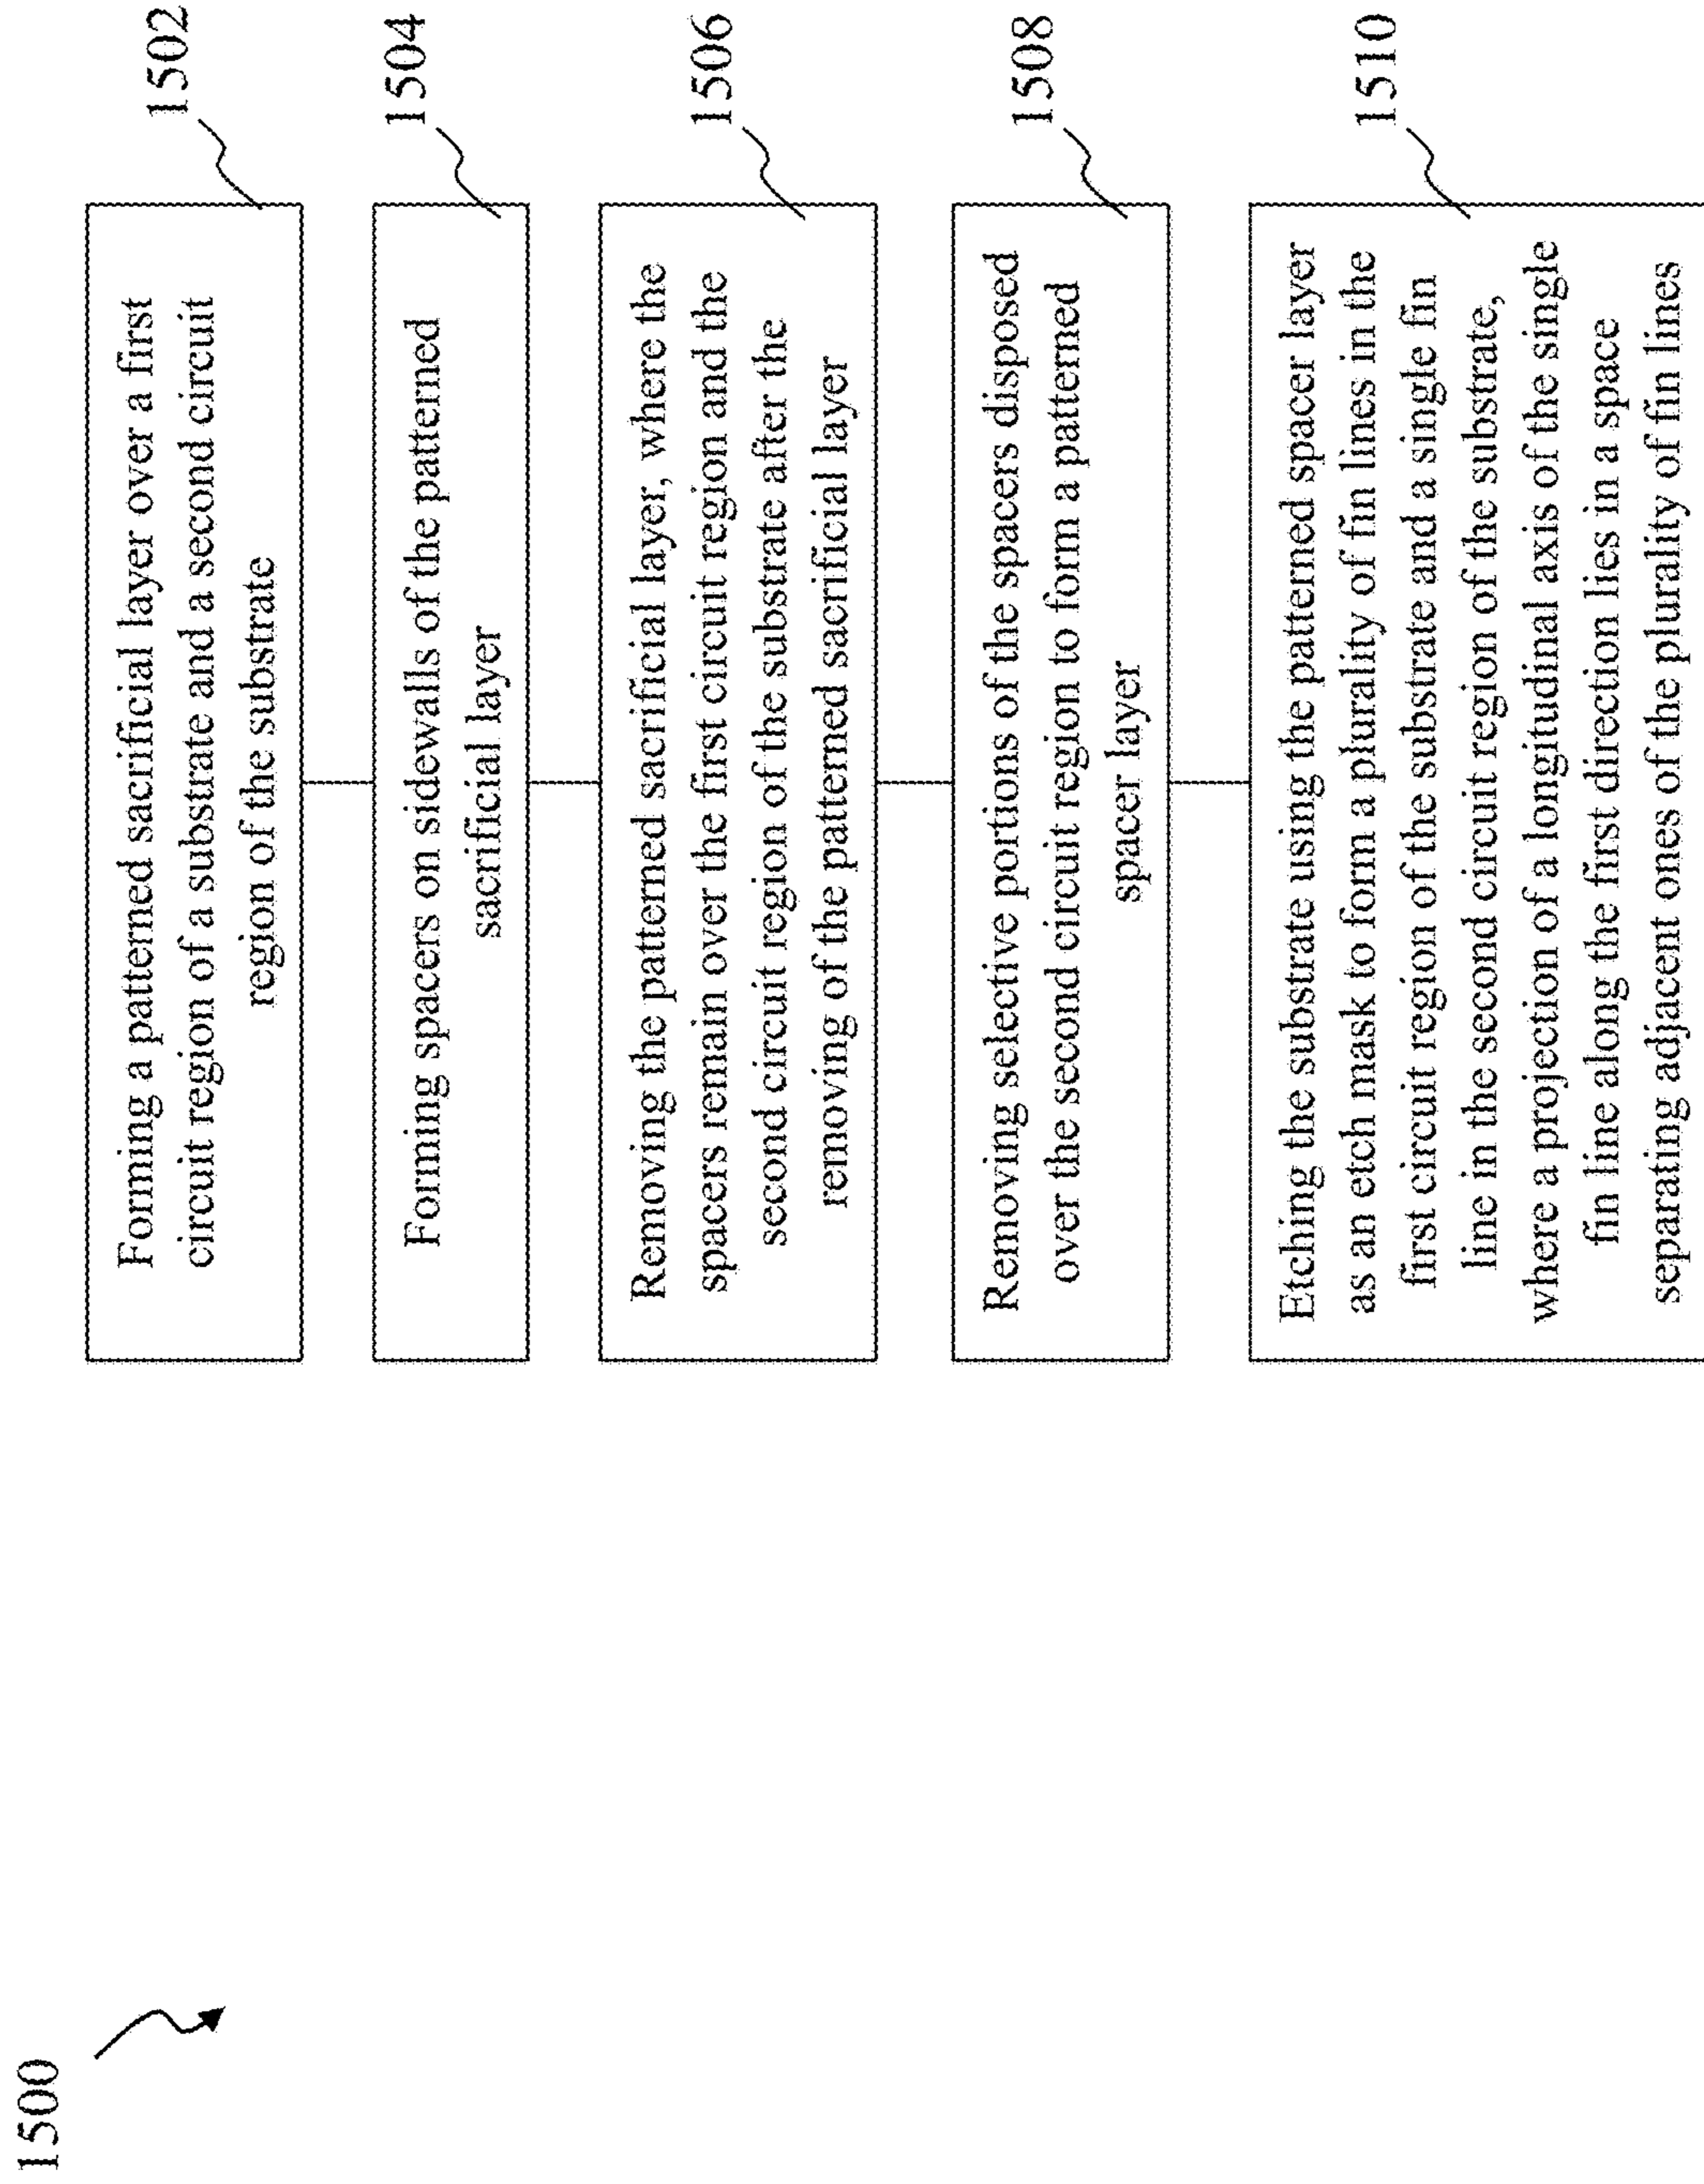 1500
Forming a patterned sacrificial layer over a first
circuit region of a substrate and a second circuit
region of the substrate
1502
Forming spacers on sidewalls of the patterned
sacrificial layer
1504
Removing the patterned sacrificial layer, where the
spacers remain over the first circuit region and the
second circuit region of the substrate after the
removing of the patterned sacrificial layer
1506
Removing selective portions of the spacers disposed
over the second circuit region to form a patterned
spacer layer
1508
Etching the substrate using the patterned spacer layer
as an etch mask to form a plurality of fin lines in the
first circuit region of the substrate and a single fin
line in the second circuit region of the substrate,
where a projection of a longitudinal axis of the single
fin line along the first direction lies in a space
separating adjacent ones of the plurality of fin lines
1510